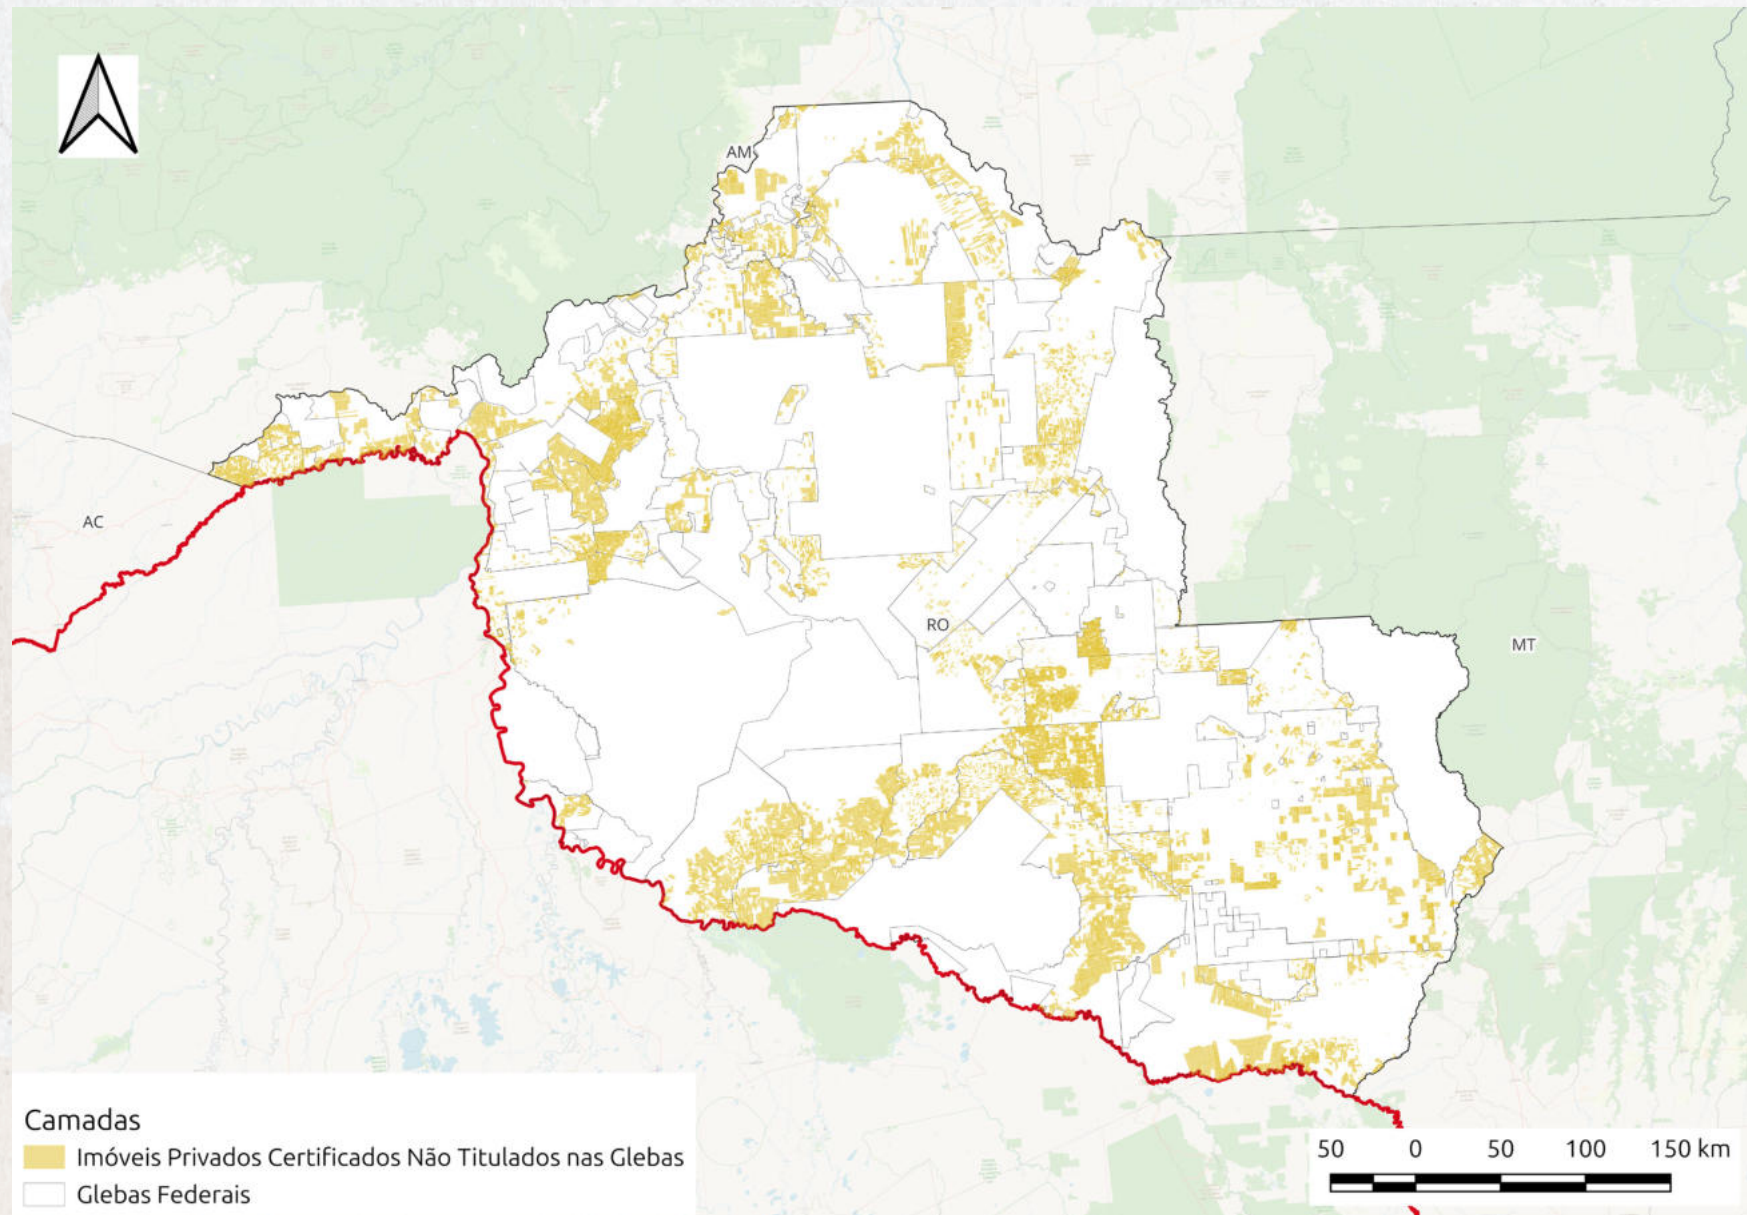 AM
AC
RO
MT
Camadas
Imóveis Privados Certificados Não Titulados nas Glebas
Glebas Federais
50 0 50 100 150 km